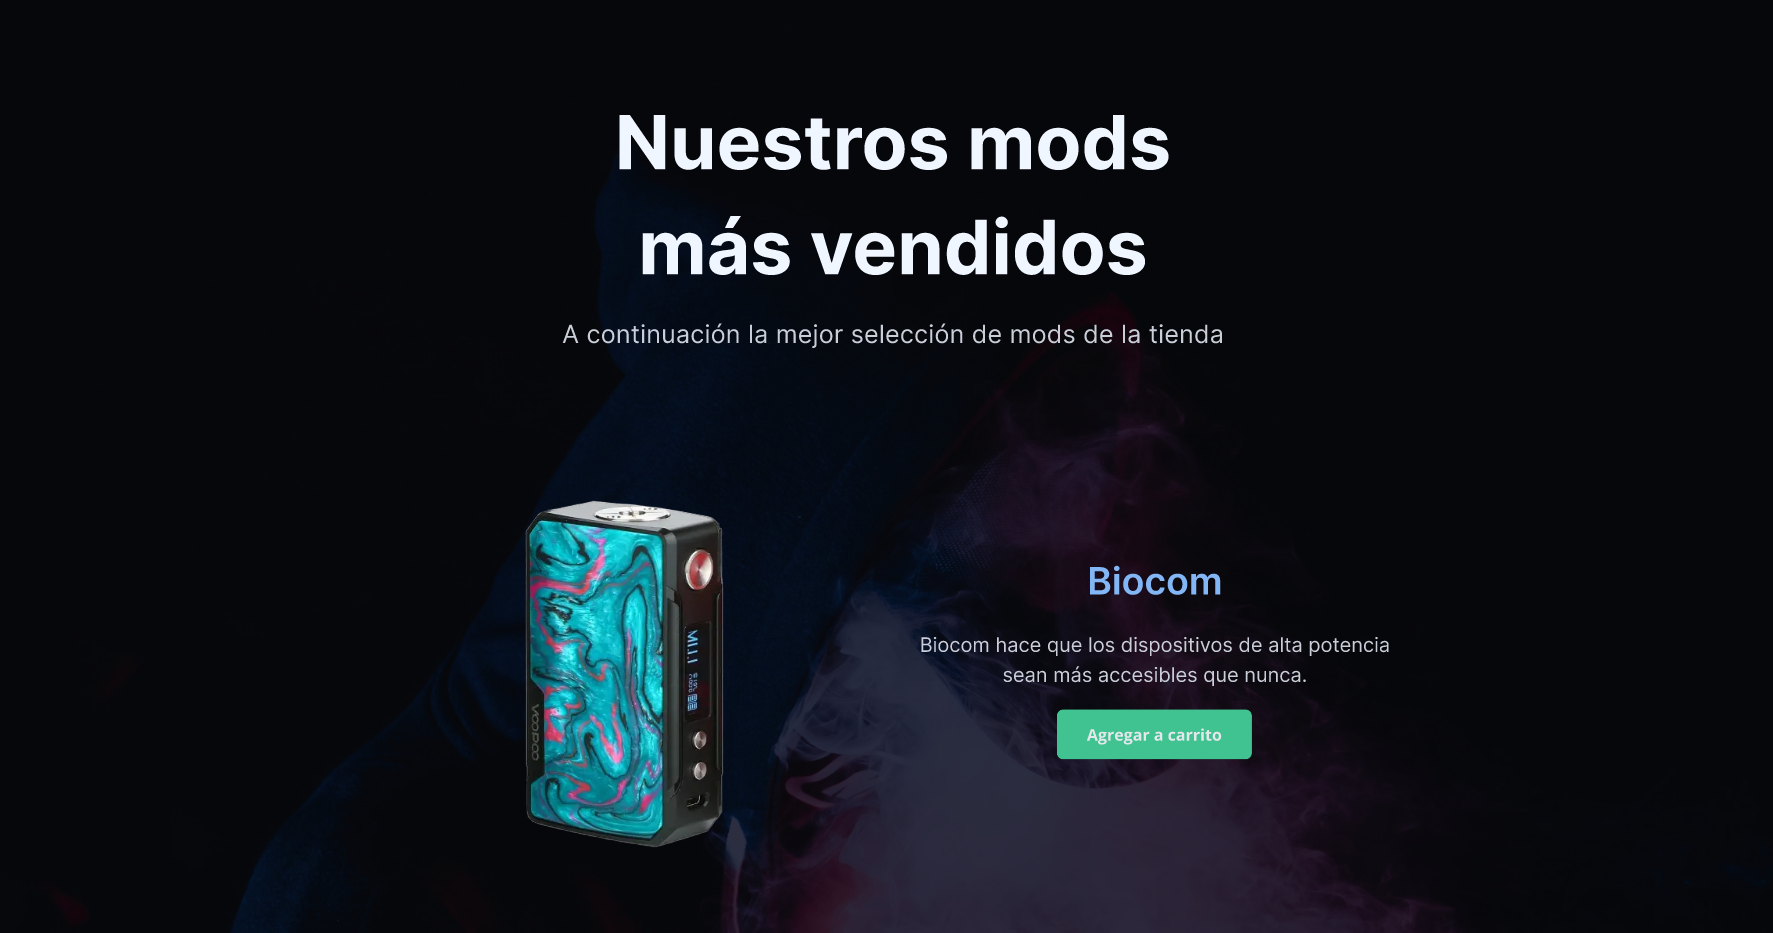 Nuestros mods
más vendidos
A continuación la mejor selección de mods de la tienda
Biocom
Biocom hace que los dispositivos de alta potencia
sean más accesibles que nunca.
Agregar a carrito
VOOPOO